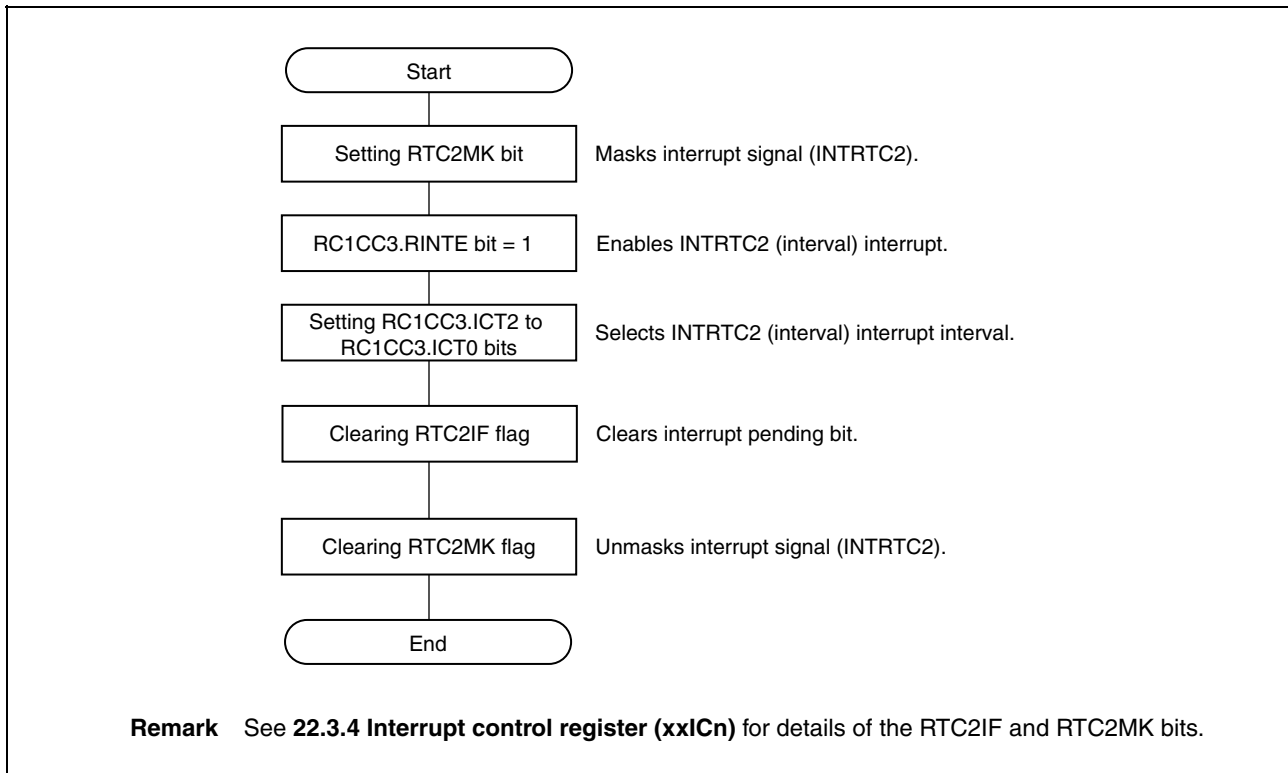 Start
Setting RTC2MK bit
Masks interrupt signal (INTRTC2).
RC1CC3.RINTE bit = 1
Enables INTRTC2 (interval) interrupt.
Setting RC1CC3.ICT2 to
RC1CC3.ICT0 bits
Selects INTRTC2 (interval) interrupt interval.
Clearing RTC2IF flag
Clears interrupt pending bit.
Clearing RTC2MK flag
Unmasks interrupt signal (INTRTC2).
End
Remark See 22.3.4 Interrupt control register (xxICn) for details of the RTC2IF and RTC2MK bits.